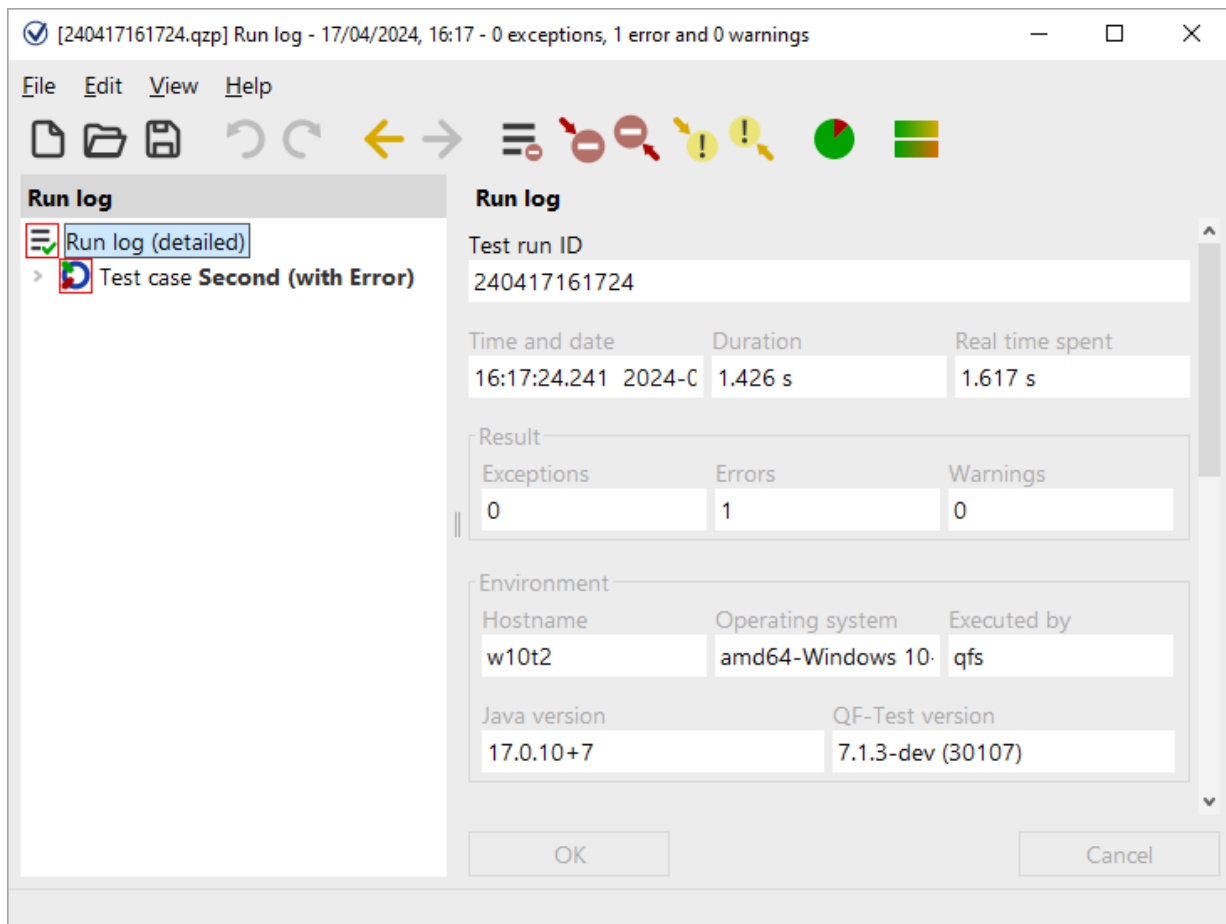 [240417161724.qzp] Run log - 17/04/2024, 16:17 - 0 exceptions, 1 error and 0 warnings
File Edit View Help
Run log
Run log (detailed)
Test case Second (with Error)
Run log
Test run ID
240417161724
Time and date Duration Real time spent
16:17:24.241 2024-0 1.426 s 1.617 s
Result
Exceptions Errors Warnings
0 1 0
Environment
Hostname Operating system Executed by
w10t2 amd64-Windows 10- qfs
Java version QF-Test version
17.0.10+7 7.1.3-dev (30107)
OK Cancel